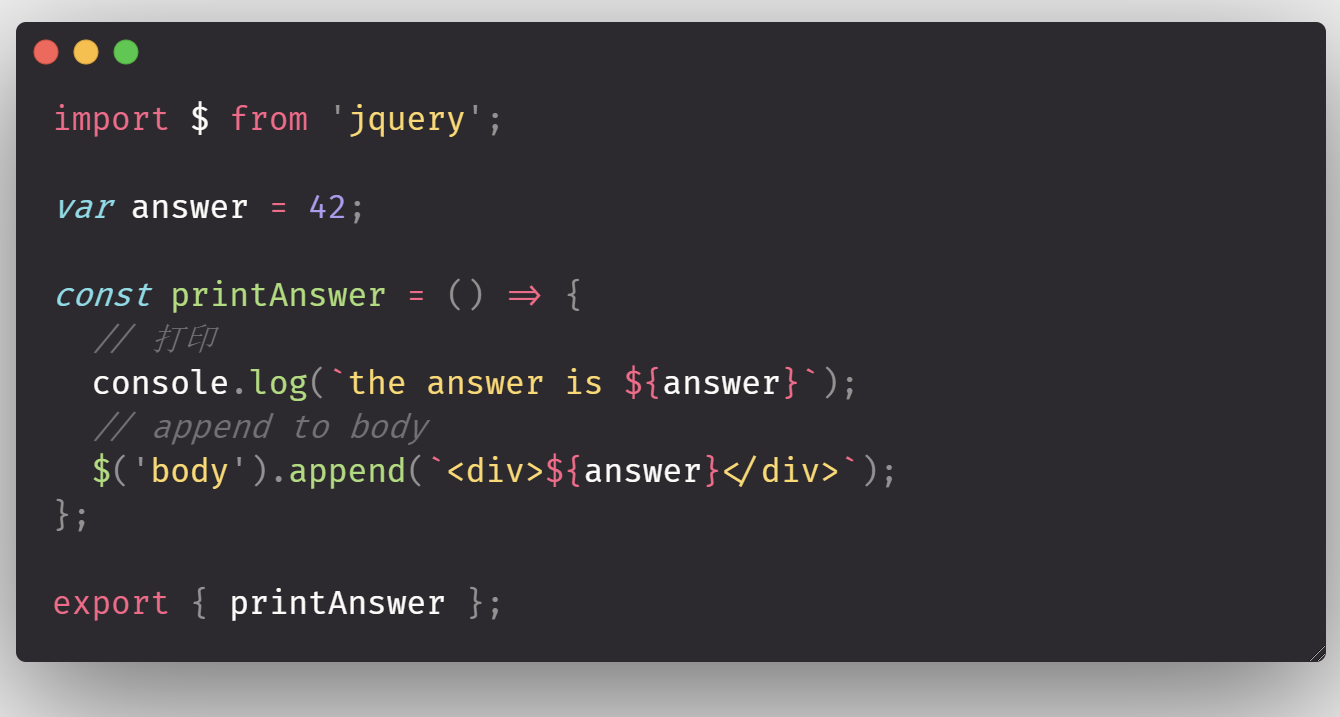 import $ from 'jquery';
var answer = 42;
const printAnswer = () => {
// 打印
console.log(`the answer is ${answer}`);
// append to body
$('body').append(`<div>${answer}</div>`);
};
export { printAnswer };